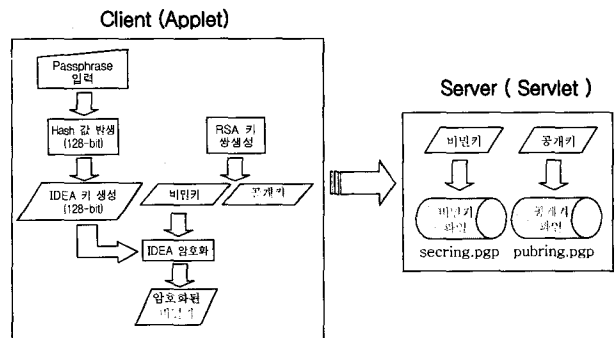 Client (Applet)
Passphrase
입력
Hash 값 발생
(128-bit)
RSA 키
쌍생성
IDEA 키 생성
(128-bit)
비밀키
공개키
IDEA 암호화
암호화된
비밀키
Server ( Servlet )
비밀키
공개키
비밀키
화일
공개키
화일
secring.pgp
pubring.pgp